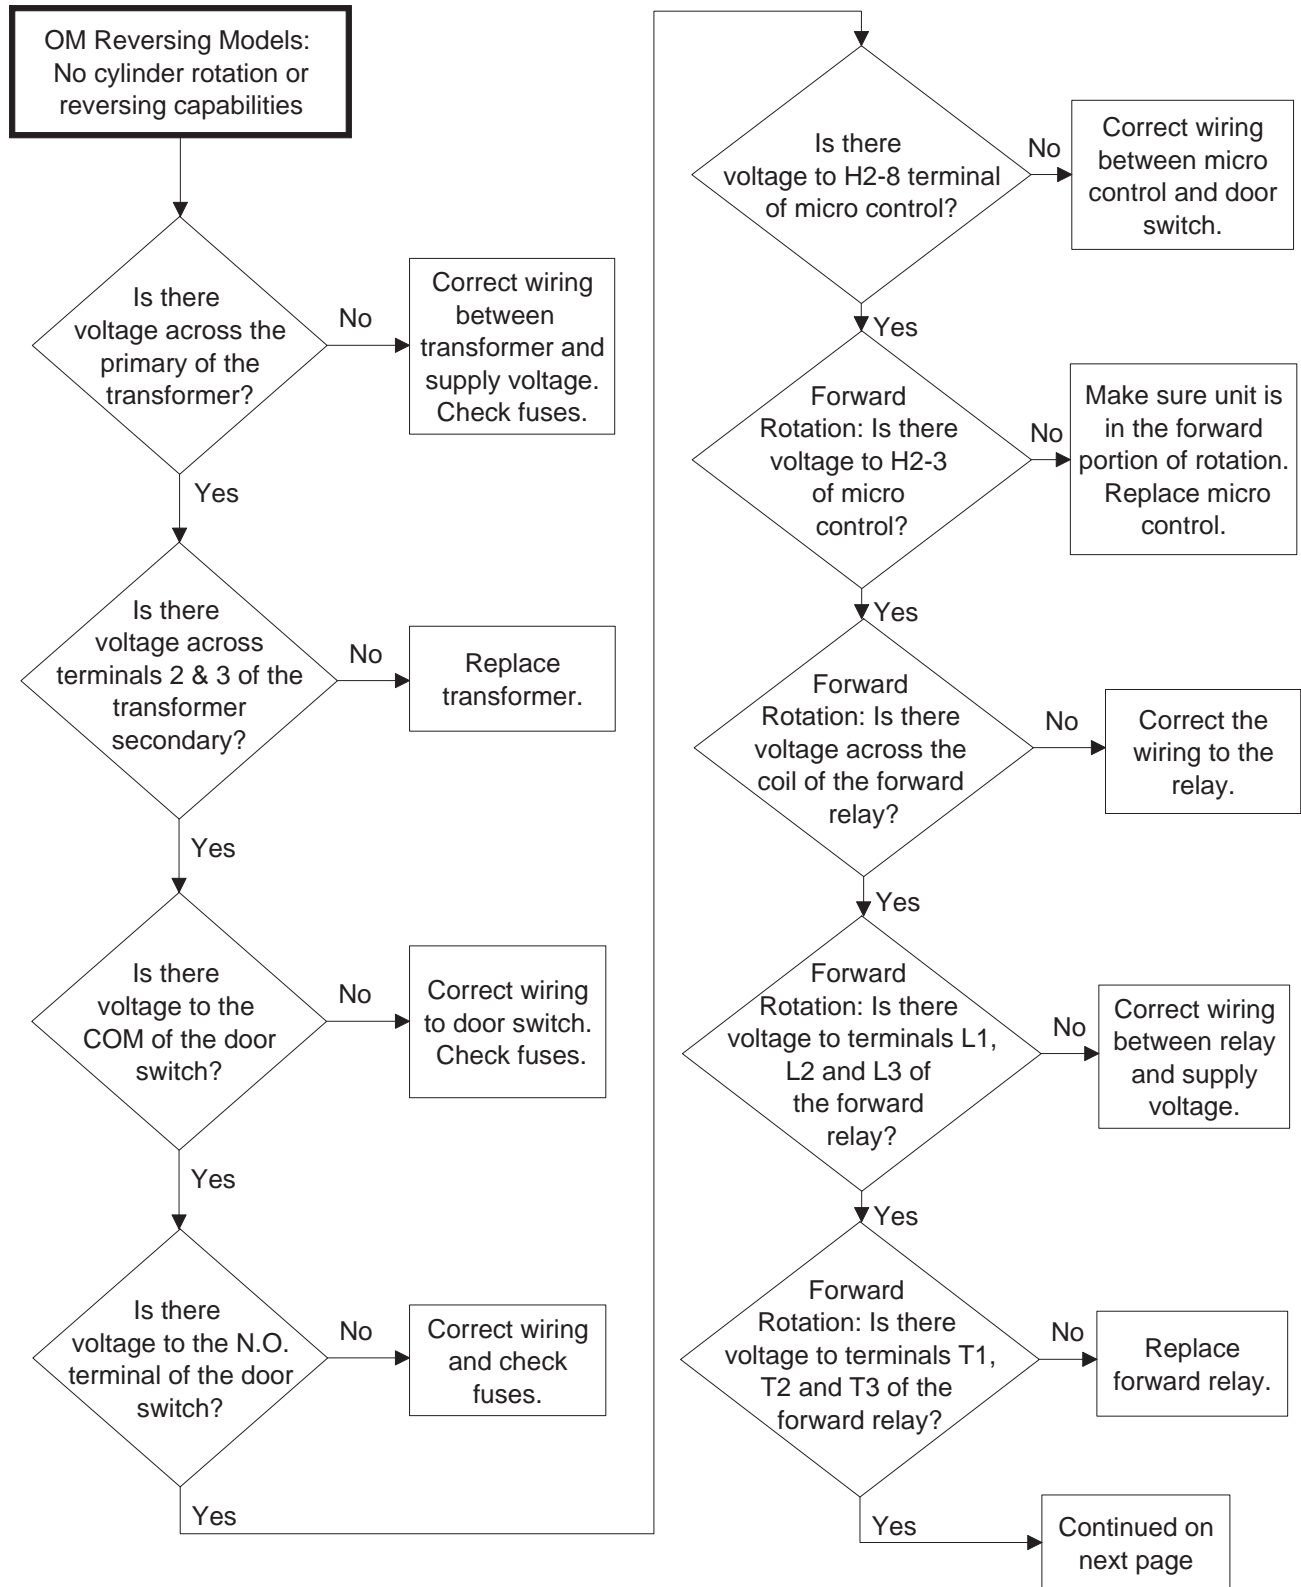 OM Reversing Models:
No cylinder rotation or
reversing capabilities
Is there
voltage across the
primary of the
transformer?
No
Correct wiring
between
transformer and
supply voltage.
Check fuses.
Yes
Is there
voltage across
terminals 2 & 3 of the
transformer
secondary?
No
Replace
transformer.
Yes
Is there
voltage to the
COM of the door
switch?
No
Correct wiring
to door switch.
Check fuses.
Yes
Is there
voltage to the N.O.
terminal of the door
switch?
No
Correct wiring
and check
fuses.
Yes
Is there
voltage to H2-8 terminal
of micro control?
No
Correct wiring
between micro
control and door
switch.
Yes
Forward
Rotation: Is there
voltage to H2-3
of micro
control?
No
Make sure unit is
in the forward
portion of rotation.
Replace micro
control.
Yes
Forward
Rotation: Is there
voltage across the
coil of the forward
relay?
No
Correct the
wiring to the
relay.
Yes
Forward
Rotation: Is there
voltage to terminals L1,
L2 and L3 of
the forward
relay?
No
Correct wiring
between relay
and supply
voltage.
Yes
Forward
Rotation: Is there
voltage to terminals T1,
T2 and T3 of the
forward relay?
No
Replace
forward relay.
Yes
Continued on
next page